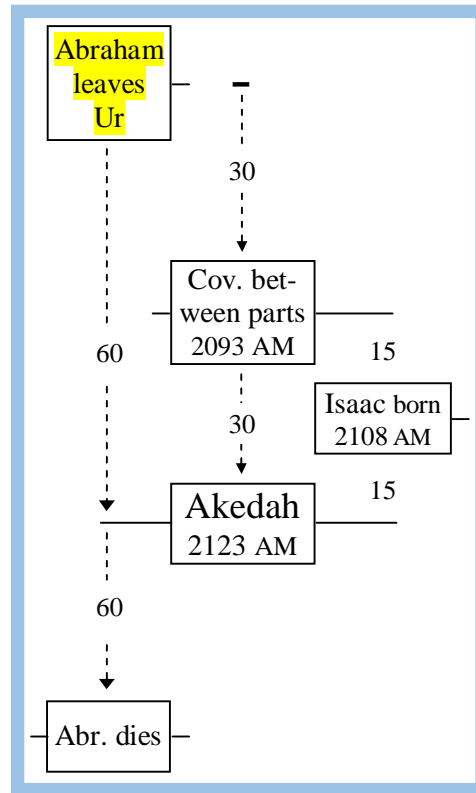 Abraham
leaves
Ur
30
Cov. bet-
ween parts
2093 AM
60
15
Isaac born
2108 AM
30
15
Akedah
2123 AM
60
Abr. dies